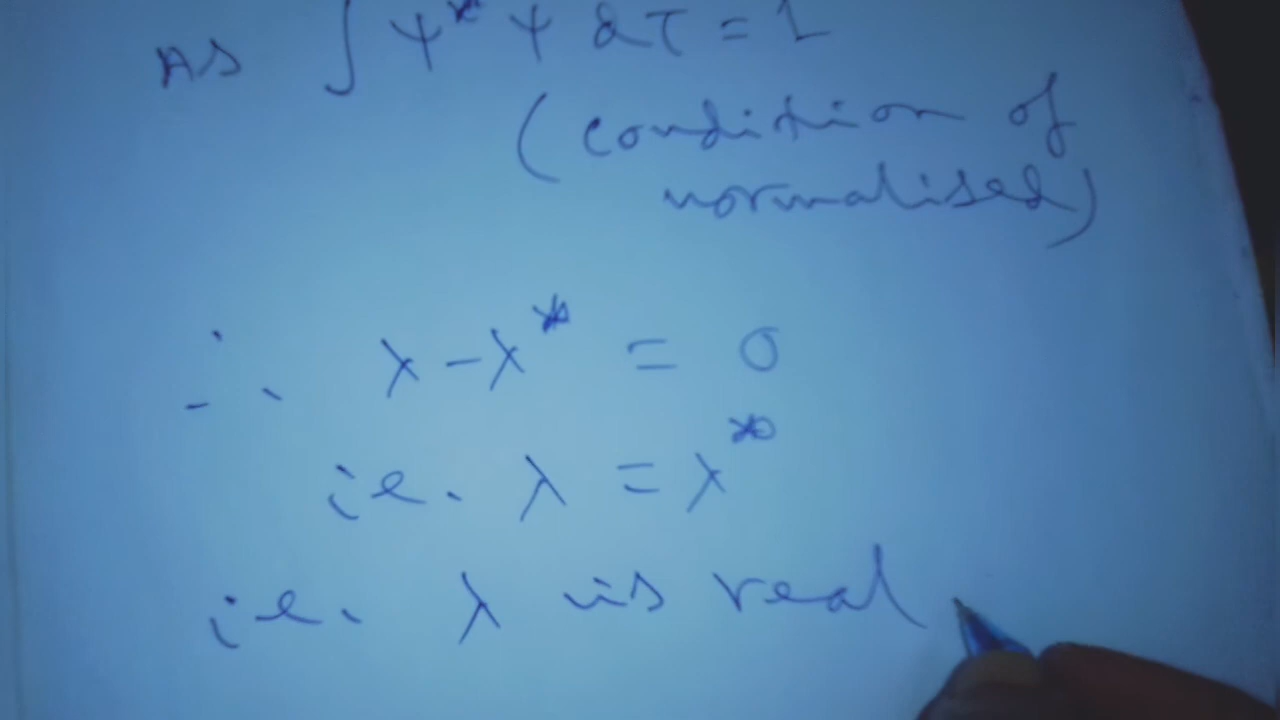 As ∫ψ*ψ dτ = 1
(condition of
normalised)
∴ λ - λ* = 0
i.e. λ = λ*
i.e. λ is real